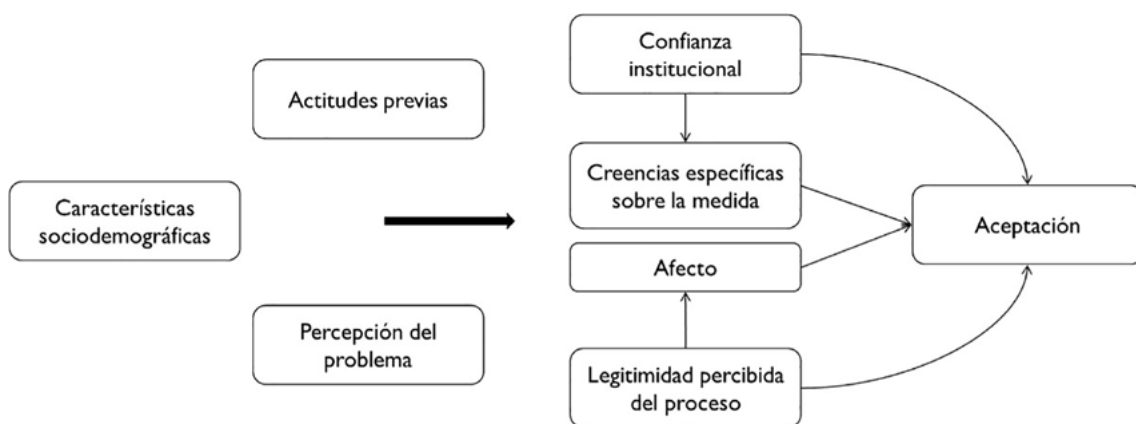 Confianza
institucional
Actitudes previas
Creencias específicas
sobre la medida
Características
sociodemográficas
Aceptación
Afecto
Percepción del
problema
Legitimidad percibida
del proceso